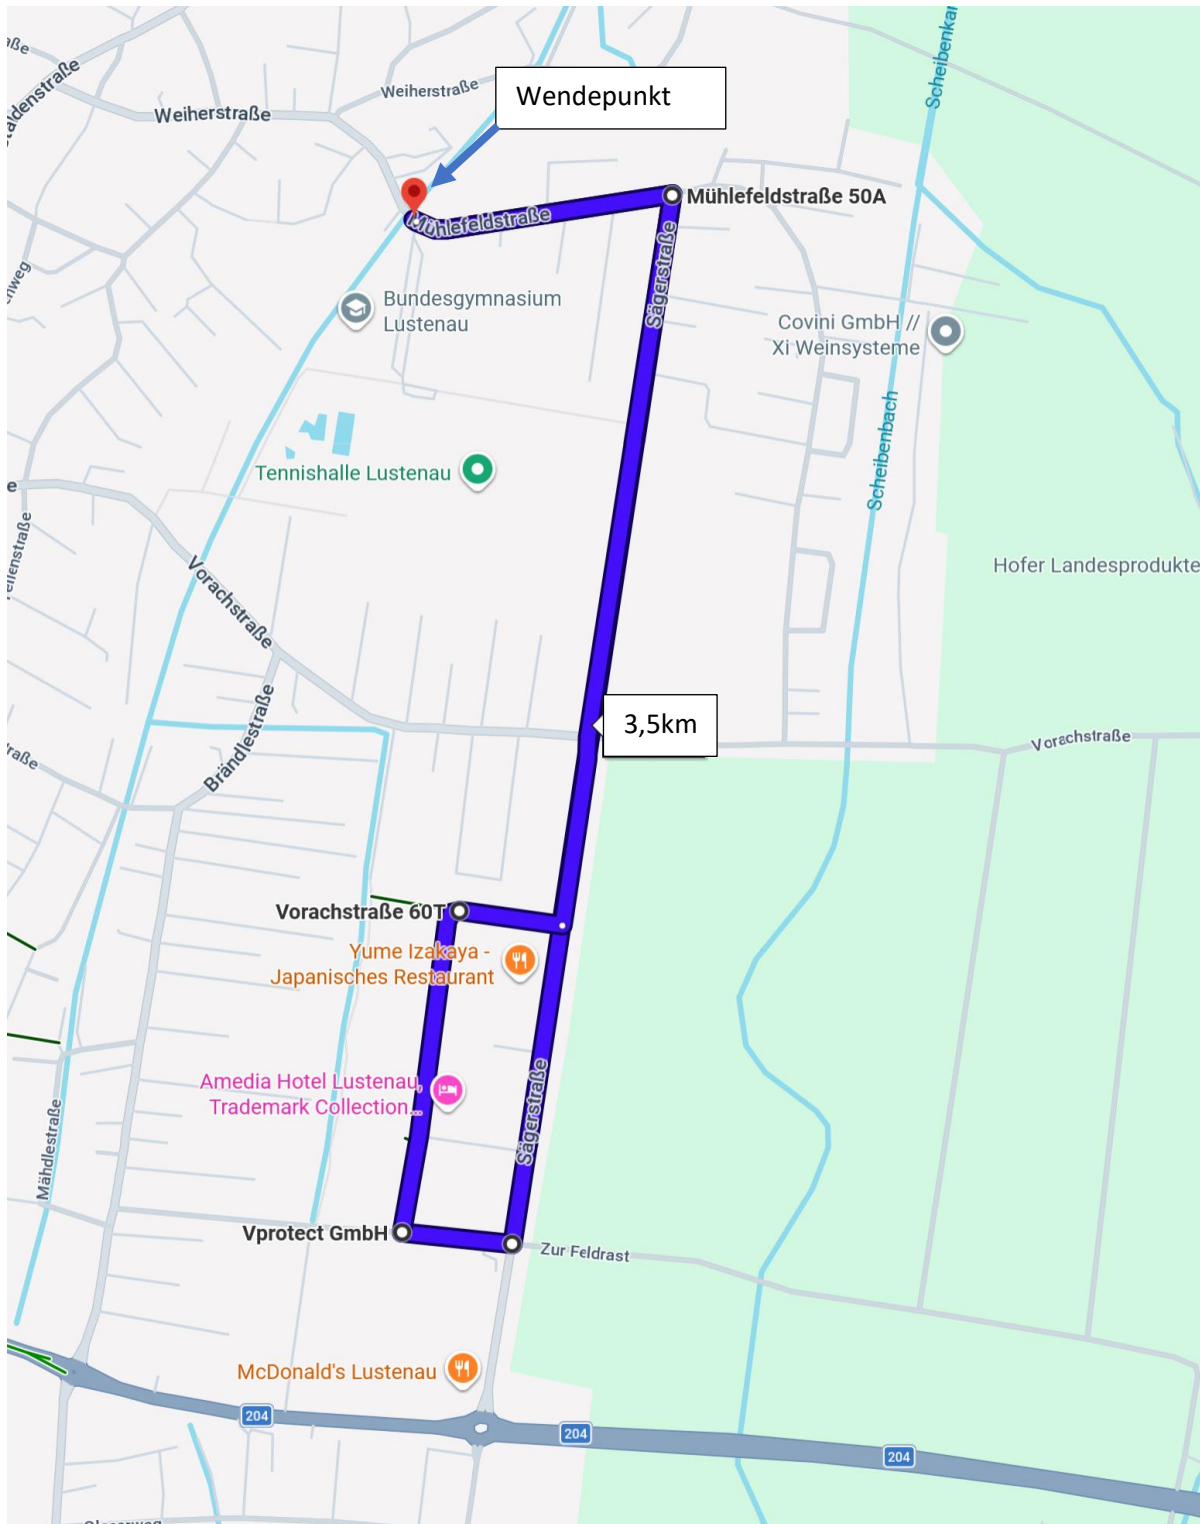 Weiherstraße
Weiherstraße
Wendepunkt
Scheibenkan
Mühlefeldstraße
Mühlefeldstraße 50A
Sägerstraße
Bundesgymnasium
Lustenau
Covini GmbH //
Xi Weinsysteme
Scheibenbach
Tennishalle Lustenau
Hofer Landesprodukte
Vorachstraße
3,5km
Vorachstraße
Brändlestraße
Vorachstraße 60T
Yume Izakaya -
Japanisches Restaurant
Amedia Hotel Lustenau,
Trademark Collection...
Sägerstraße
Mähdlestraße
Vprotect GmbH
Zur Feldrast
McDonald's Lustenau
204
204
204